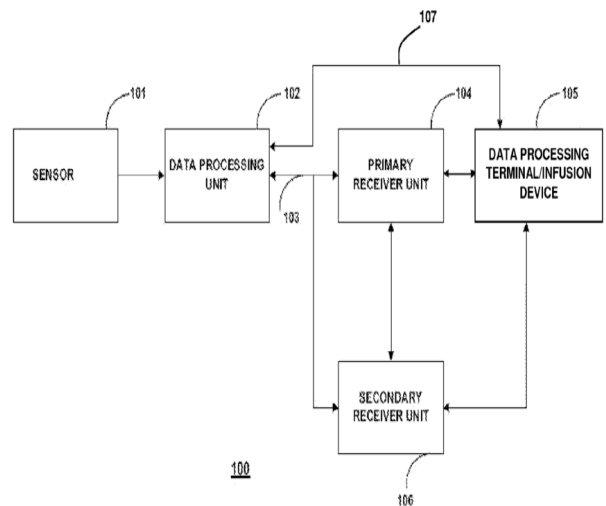 107
101
102
104
105
SENSOR
DATA PROCESSING
UNIT
103
PRIMARY
RECEIVER UNIT
DATA PROCESSING
TERMINAL/INFUSION
DEVICE
SECONDARY
RECEIVER UNIT
100
106